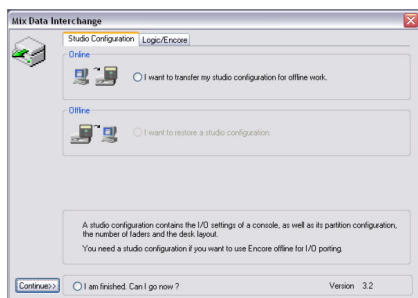 Mix Data Interchange
Studio Configuration Logic/Encore
Online
I want to transfer my studio configuration for offline work.
Offline
I want to restore a studio configuration.
A studio configuration contains the I/O settings of a console, as well as its partition configuration,
the number of faders and the desk layout.
You need a studio configuration if you want to use Encore offline for I/O porting.
Continue>> I am finished. Can I go now ? Version 3.2